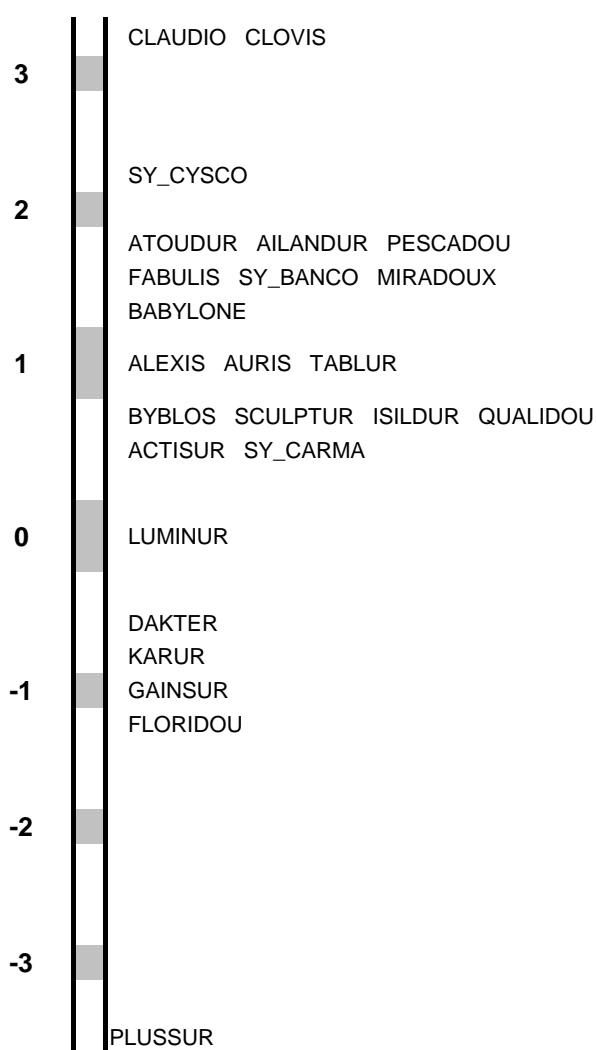 CLAUDIO CLOVIS
3
SY_CYSCO
2
ATOUDUR AILANDUR PESCADOU
FABULIS SY_BANCO MIRADOUX
BABYLONE
1 ALEXIS AURIS TABLUR
BYBLOS SCULPTUR ISILDUR QUALIDOU
ACTISUR SY_CARMA
0 LUMINUR
DAKTER
KARUR
-1 GAINSUR
FLORIDOU
-2
-3
PLUSSUR